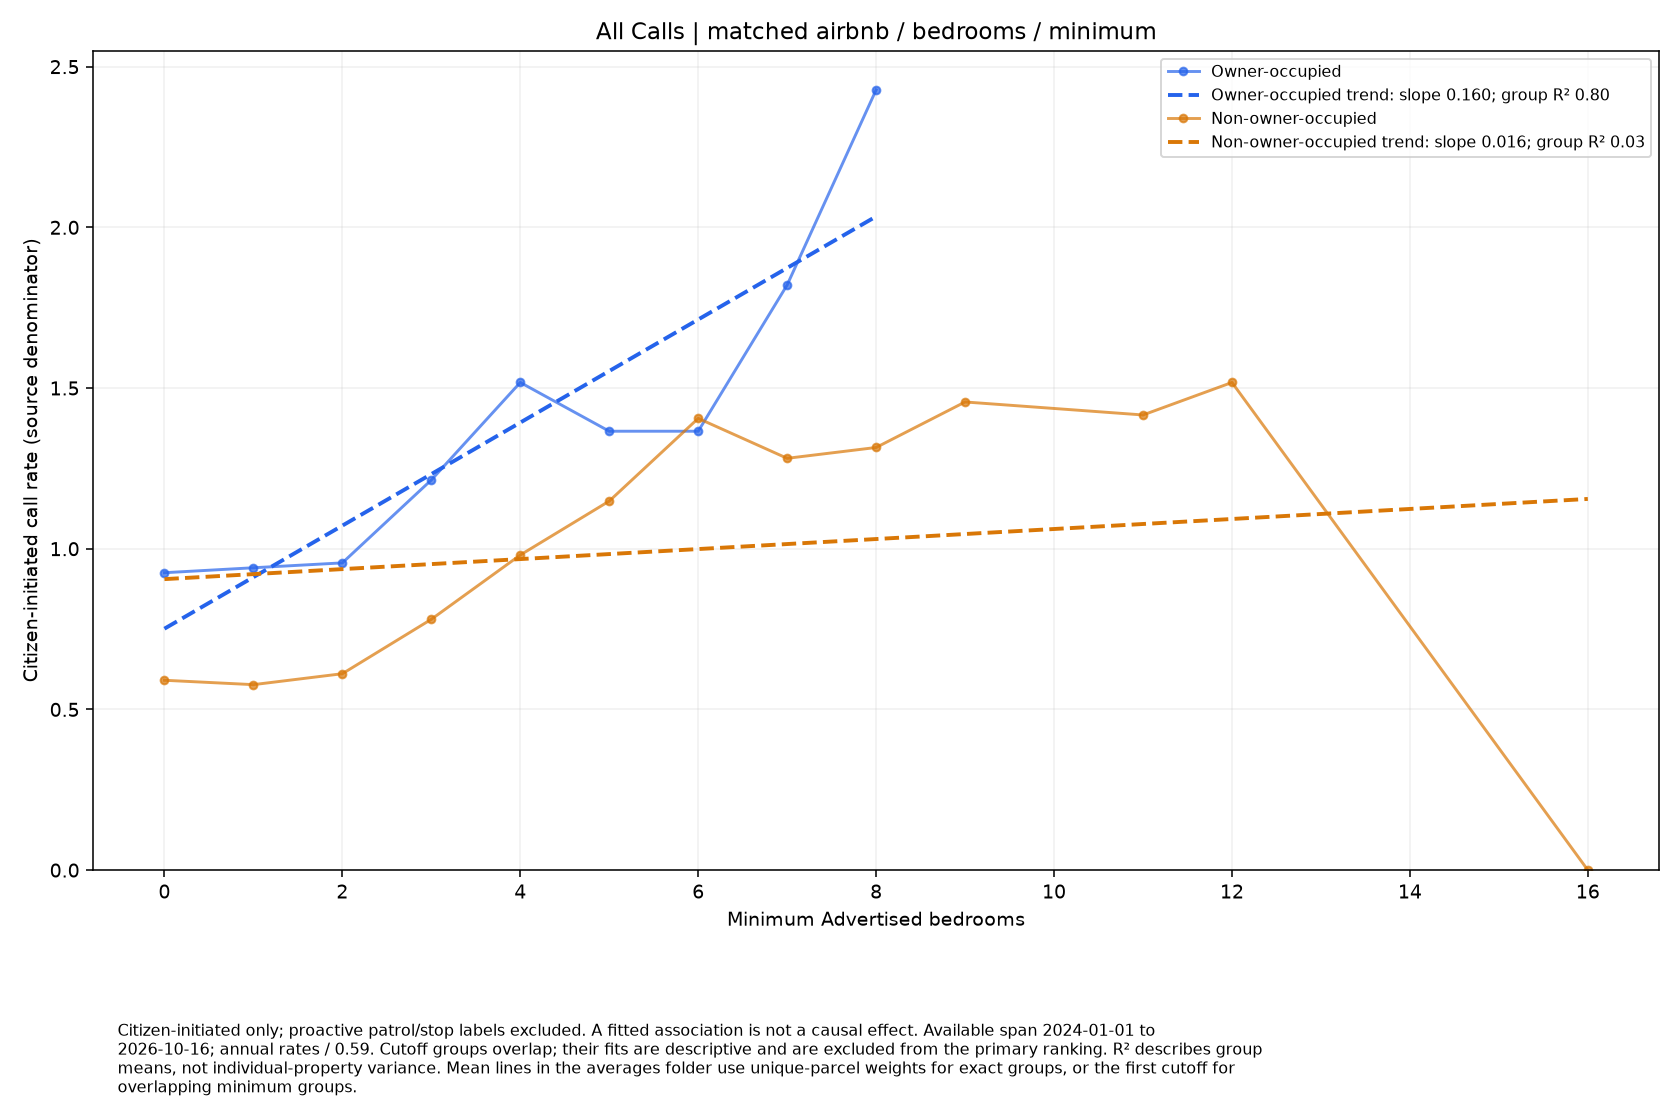 All Calls | matched airbnb / bedrooms / minimum
Owner-occupied
Owner-occupied trend: slope 0.160; group R² 0.80
Non-owner-occupied
Non-owner-occupied trend: slope 0.016; group R² 0.03
Citizen-initiated call rate (source denominator)
2.5
2.0
1.5
1.0
0.5
0.0
0 2 4 6 8 10 12 14 16
Minimum Advertised bedrooms
Citizen-initiated only; proactive patrol/stop labels excluded. A fitted association is not a causal effect. Available span 2024-01-01 to
2026-10-16; annual rates / 0.59. Cutoff groups overlap; their fits are descriptive and are excluded from the primary ranking. R² describes group
means, not individual-property variance. Mean lines in the averages folder use unique-parcel weights for exact groups, or the first cutoff for
overlapping minimum groups.